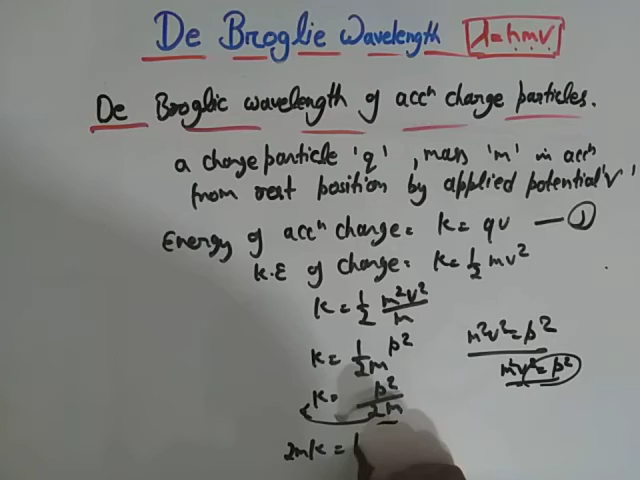 De Broglie Wavelength λ=hmv
De Broglic wavelength of accⁿ charge particles.
a charge particle 'q', mass 'm' in accⁿ
from rest position by applied potential 'v'
Energy of accⁿ charge = K = qv — ①
K.E of charge = K = 1/2 mv²
K = 1/2 m²v²/m
m²v² = p²
K = 1/2m p²
m²v² = p²
K = p²/2m
2mK =